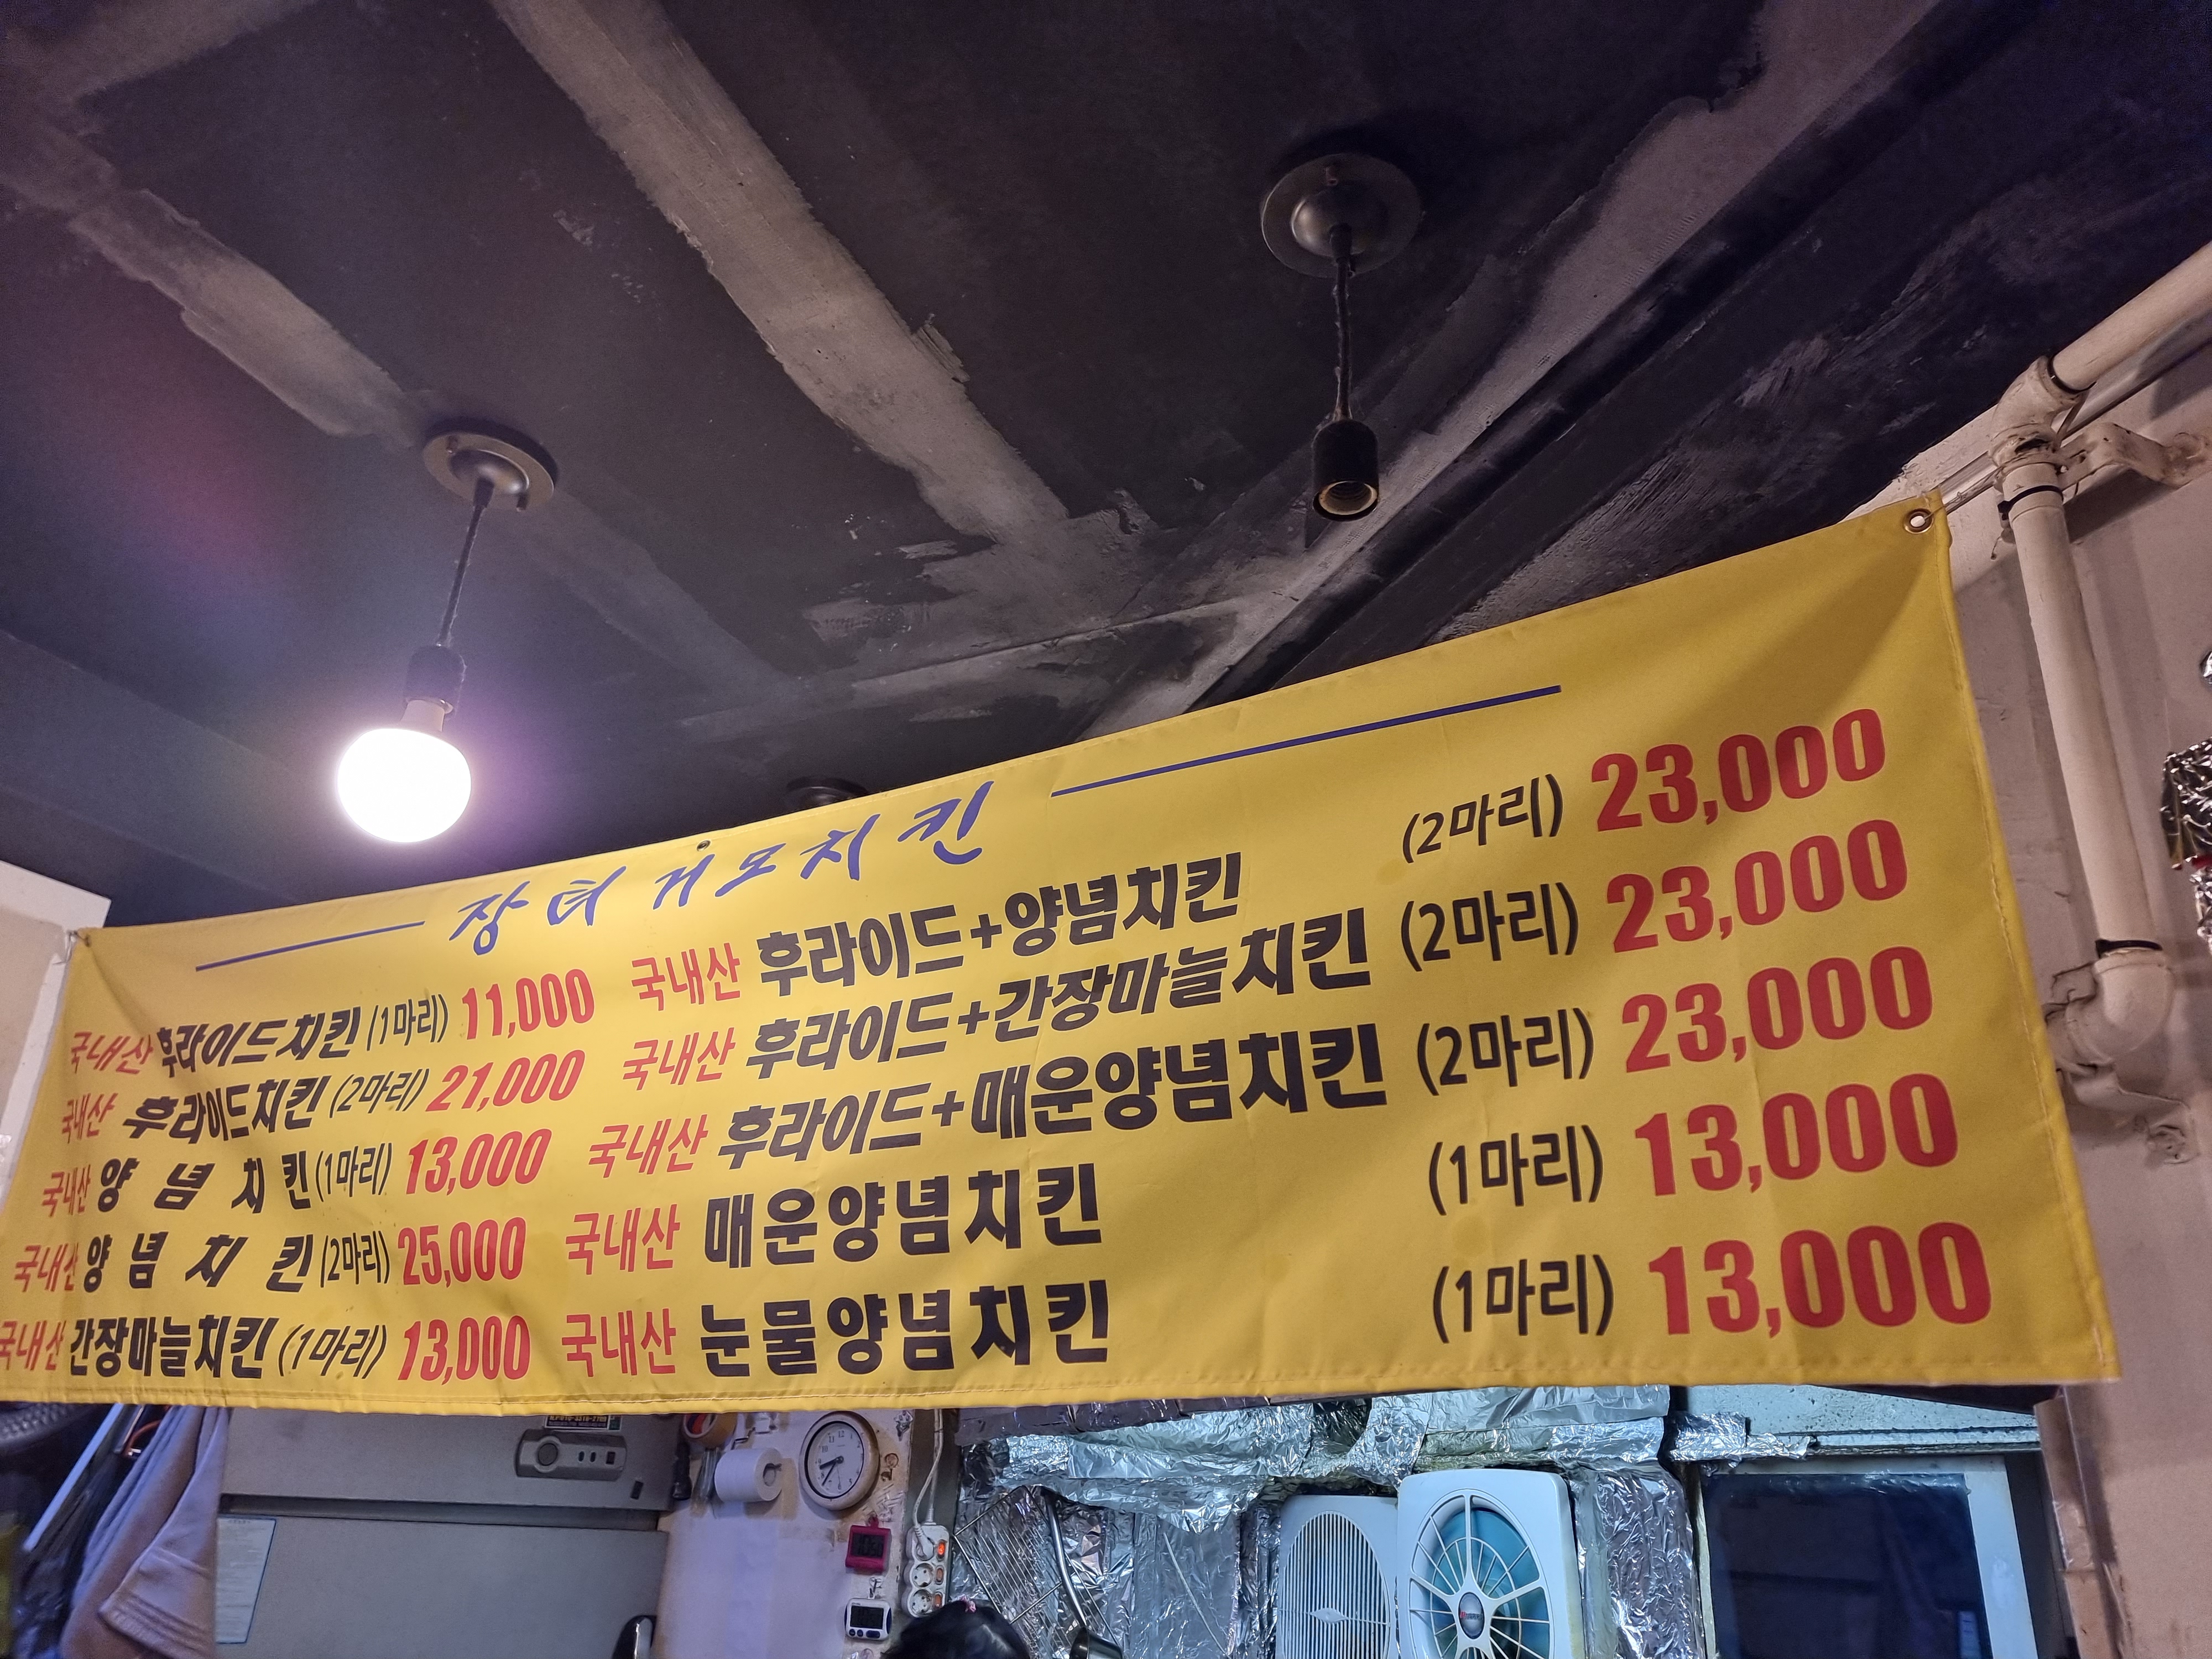 장터 거모치킨
국내산 후라이드치킨 (1마리) 11,000
국내산 후라이드치킨 (2마리) 21,000
국내산 양 념 치 킨 (1마리) 13,000
국내산 양 념 치 킨 (2마리) 25,000
국내산 간장마늘치킨 (1마리) 13,000
국내산 후라이드+양념치킨 (2마리) 23,000
국내산 후라이드+간장마늘치킨 (2마리) 23,000
국내산 후라이드+매운양념치킨 (2마리) 23,000
국내산 매운양념치킨 (1마리) 13,000
국내산 눈물양념치킨 (1마리) 13,000